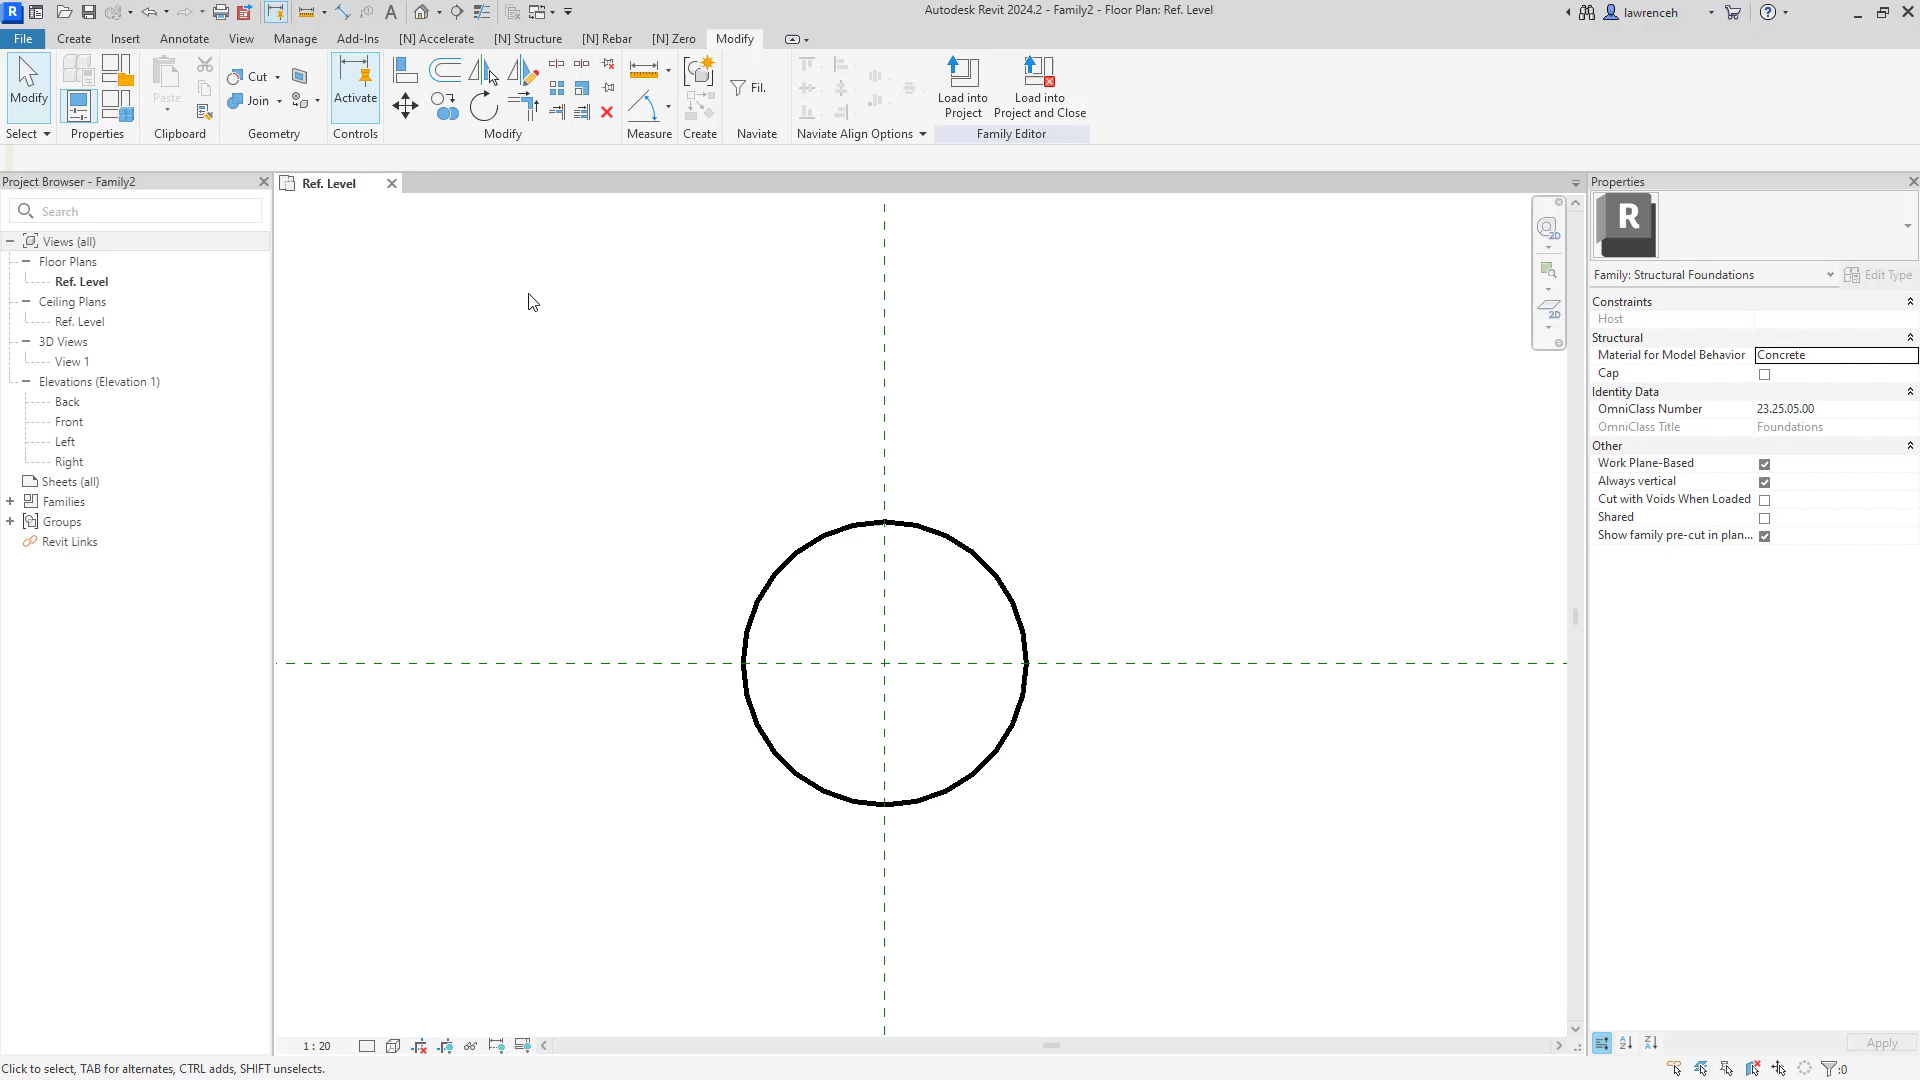 Autodesk Revit 2024.2 - Family2 - Floor Plan: Ref. Level
lawrenceh
File
Create
Insert
Annotate
View
Manage
Add-Ins
[N] Accelerate
[N] Structure
[N] Rebar
[N] Zero
Modify
Modify
Select
Properties
Paste
Clipboard
Cut
Join
Geometry
Activate
Controls
Modify
Measure
Create
Fil.
Naviate
Naviate Align Options
Load into
Project
Load into
Project and Close
Family Editor
Project Browser - Family2
Search
Views (all)
Floor Plans
Ref. Level
Ceiling Plans
Ref. Level
3D Views
View 1
Elevations (Elevation 1)
Back
Front
Left
Right
Sheets (all)
Families
Groups
Revit Links
Ref. Level
2D
2D
1 : 20
Properties
R
Family: Structural Foundations
Edit Type
Constraints
Host
Structural
Material for Model Behavior
Concrete
Cap
Identity Data
OmniClass Number
23.25.05.00
OmniClass Title
Foundations
Other
Work Plane-Based
Always vertical
Cut with Voids When Loaded
Shared
Show family pre-cut in plan...
Apply
Click to select, TAB for alternates, CTRL adds, SHIFT unselects.
:0